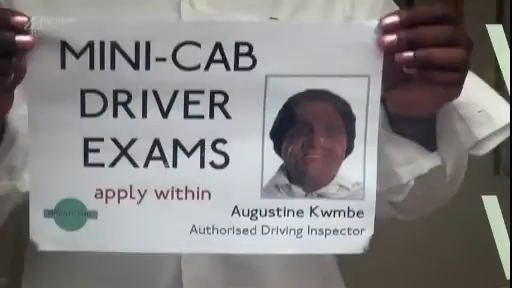 MINI-CAB
DRIVER
EXAMS
apply within
Augustine Kwmbe
Authorised Driving Inspector